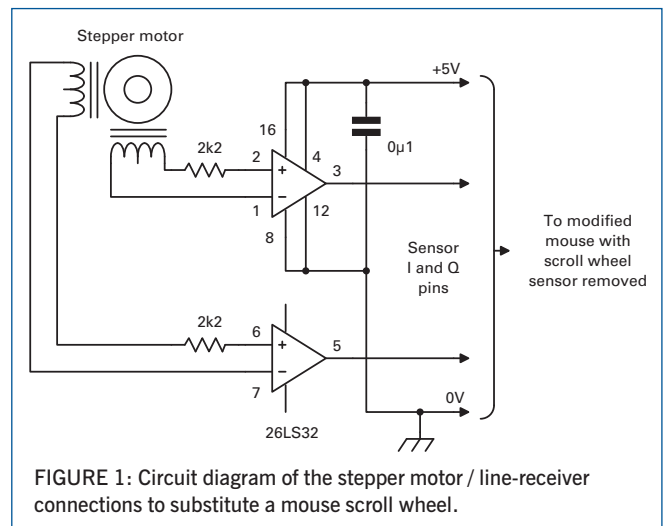 Stepper motor
+5V
16
2k2
2
4
3
0µ1
+
−
1
12
8
Sensor
I and Q
pins
To modified
mouse with
scroll wheel
sensor removed
2k2
6
5
+
−
7
0V
26LS32
FIGURE 1: Circuit diagram of the stepper motor / line-receiver
connections to substitute a mouse scroll wheel.